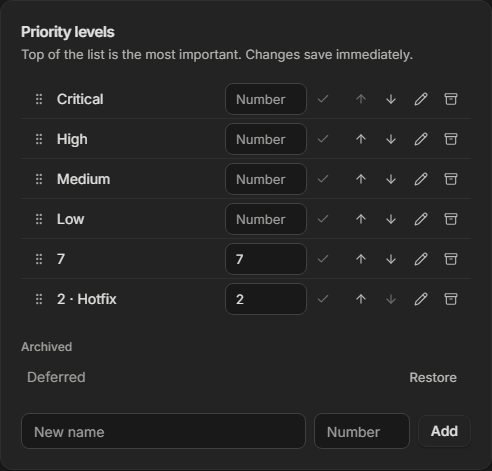 Priority levels
Top of the list is the most important. Changes save immediately.
Critical Number
High Number
Medium Number
Low Number
7 7
2 · Hotfix 2
Archived
Deferred Restore
New name Number Add